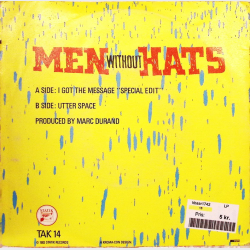 MEN WITHOUT HATS
A SIDE: I GOT THE MESSAGE "SPECIAL EDIT"
B SIDE: UTTER SPACE
PRODUCED BY MARC DURAND
LP
Pris:
5 kr.
TAK 14